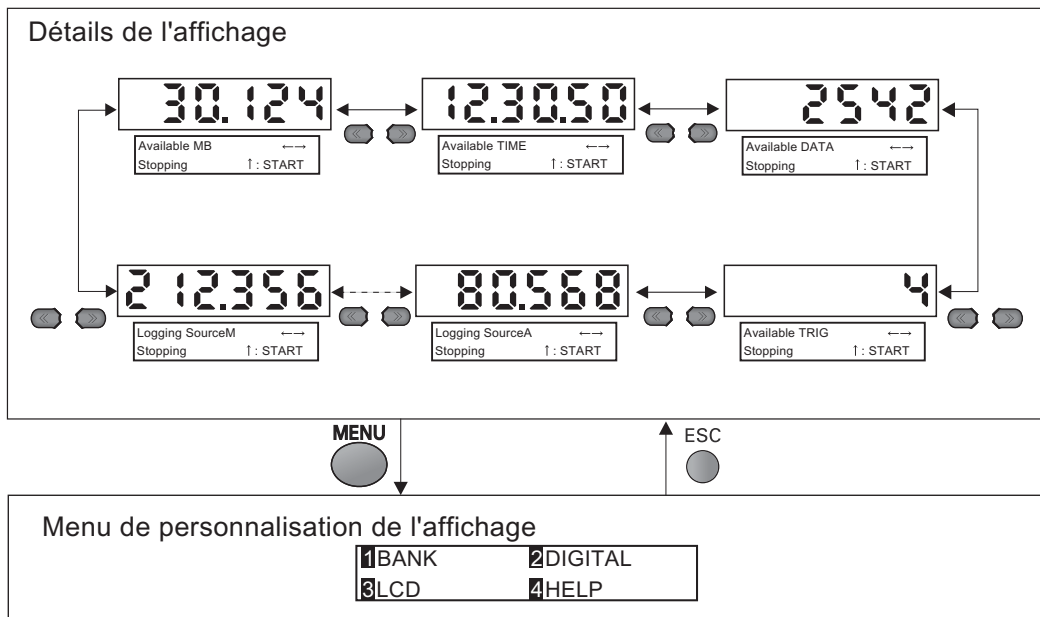 Détails de l'affichage
30.124
12.30.50
2542
Available MB ←→
Stopping ↑: START
Available TIME ←→
Stopping ↑: START
Available DATA ←→
Stopping ↑: START
212.356
80.568
4
Logging SourceM ←→
Stopping ↑: START
Logging SourceA ←→
Stopping ↑: START
Available TRIG ←→
Stopping ↑: START
MENU
ESC
Menu de personnalisation de l'affichage
1BANK 2DIGITAL
3LCD 4HELP